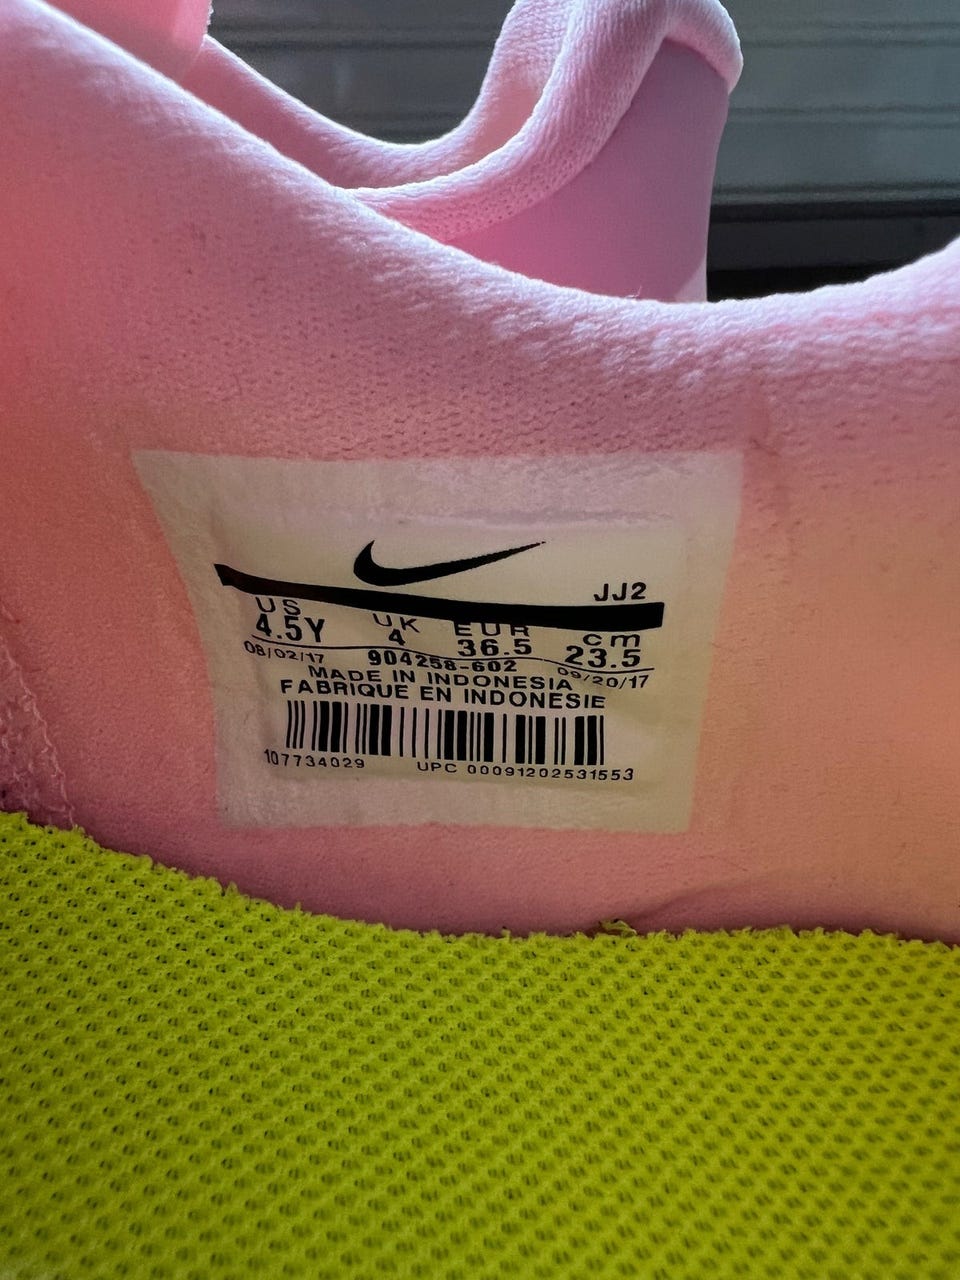 JJ2
US UK EUR cm
4.5Y 4 36.5 23.5
08/02/17 904258-602 09/20/17
MADE IN INDONESIA
FABRIQUE EN INDONESIE
107734029 UPC 00091202531553